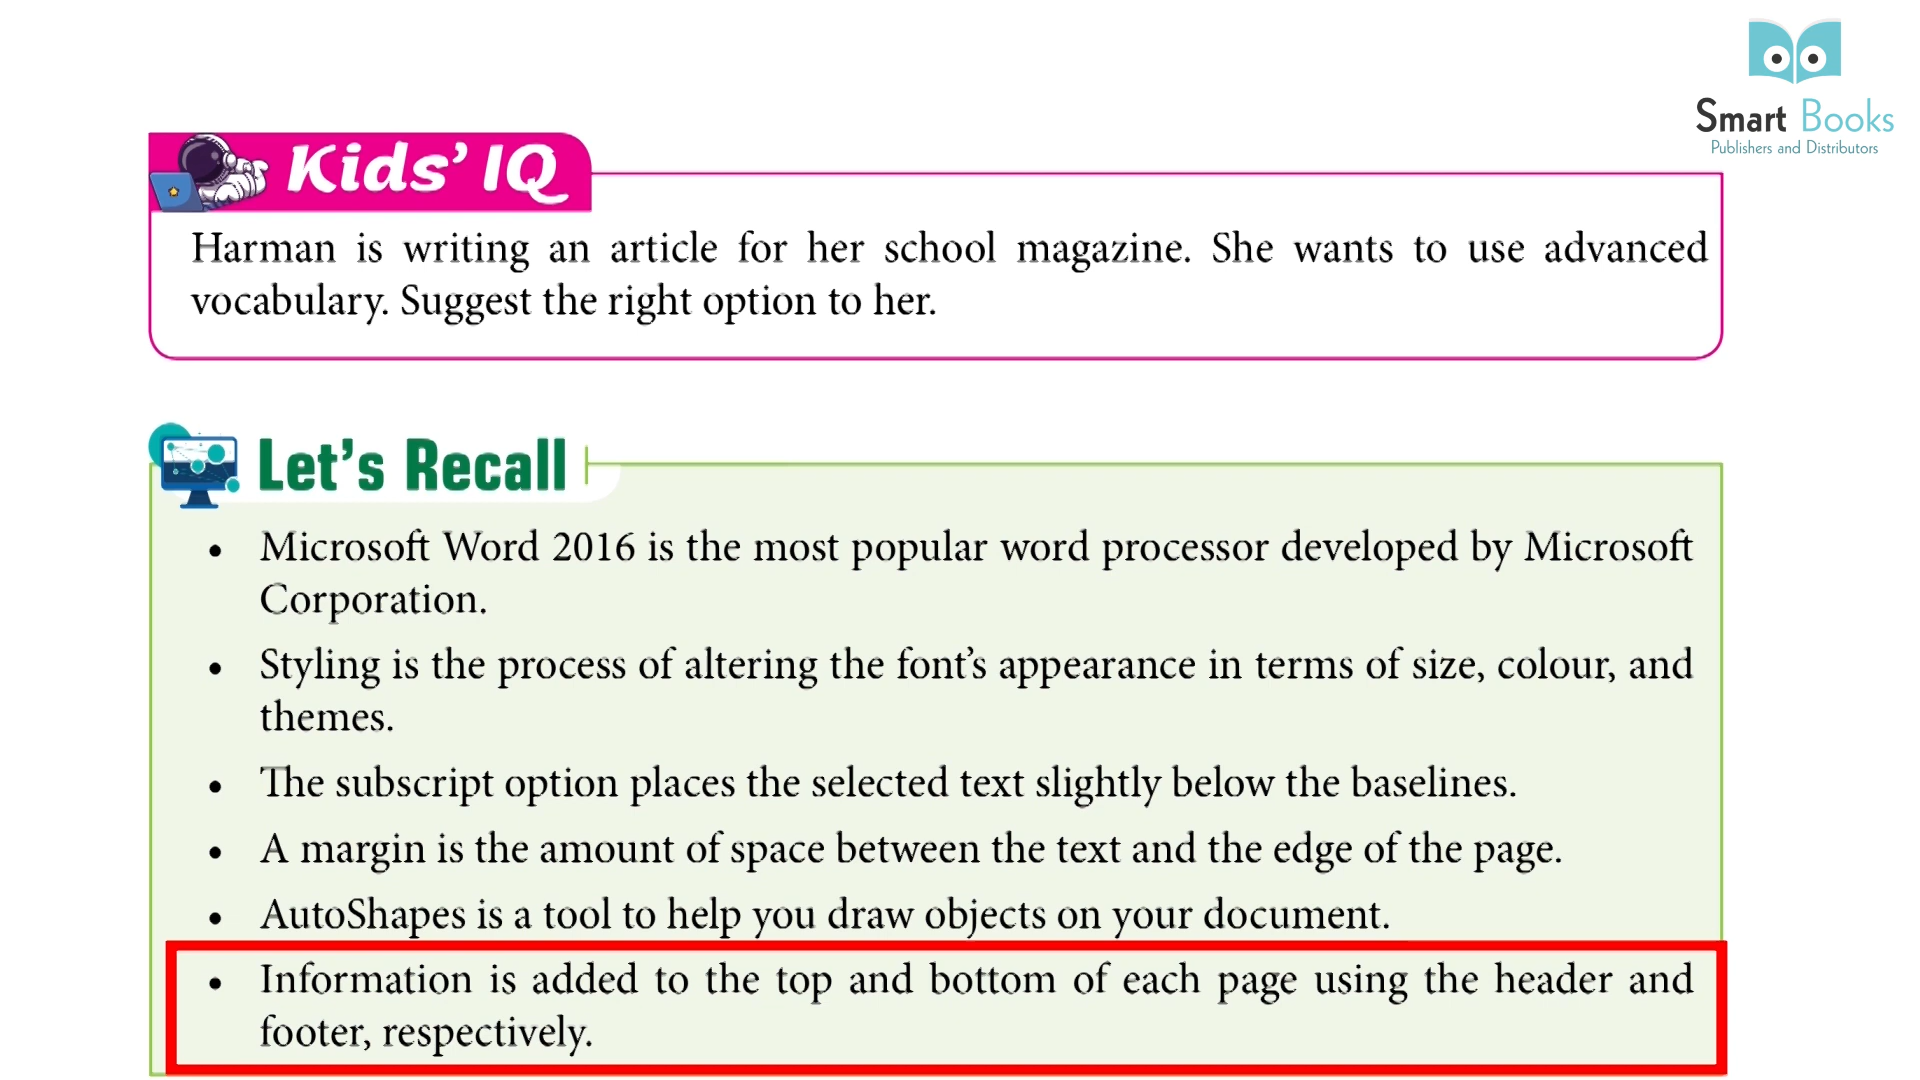 Smart Books
Publishers and Distributors
Kids' IQ
Harman is writing an article for her school magazine. She wants to use advanced
vocabulary. Suggest the right option to her.
Let's Recall
• Microsoft Word 2016 is the most popular word processor developed by Microsoft
Corporation.
• Styling is the process of altering the font's appearance in terms of size, colour, and
themes.
• The subscript option places the selected text slightly below the baselines.
• A margin is the amount of space between the text and the edge of the page.
• AutoShapes is a tool to help you draw objects on your document.
• Information is added to the top and bottom of each page using the header and
footer, respectively.